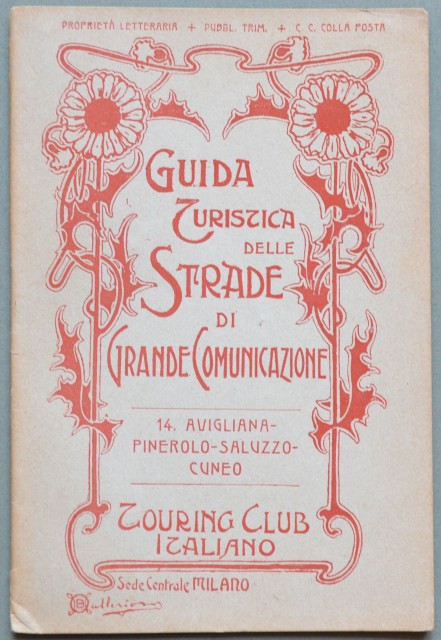 PROPRIETÀ LETTERARIA + PUBBL. TRIM. + C. C. COLLA POSTA
GUIDA
TURISTICA
DELLE
STRADE
DI
GRANDE COMUNICAZIONE
14. AVIGLIANA-
PINEROLO-SALUZZO-
CUNEO
TOURING CLUB
ITALIANO
Sede Centrale MILANO